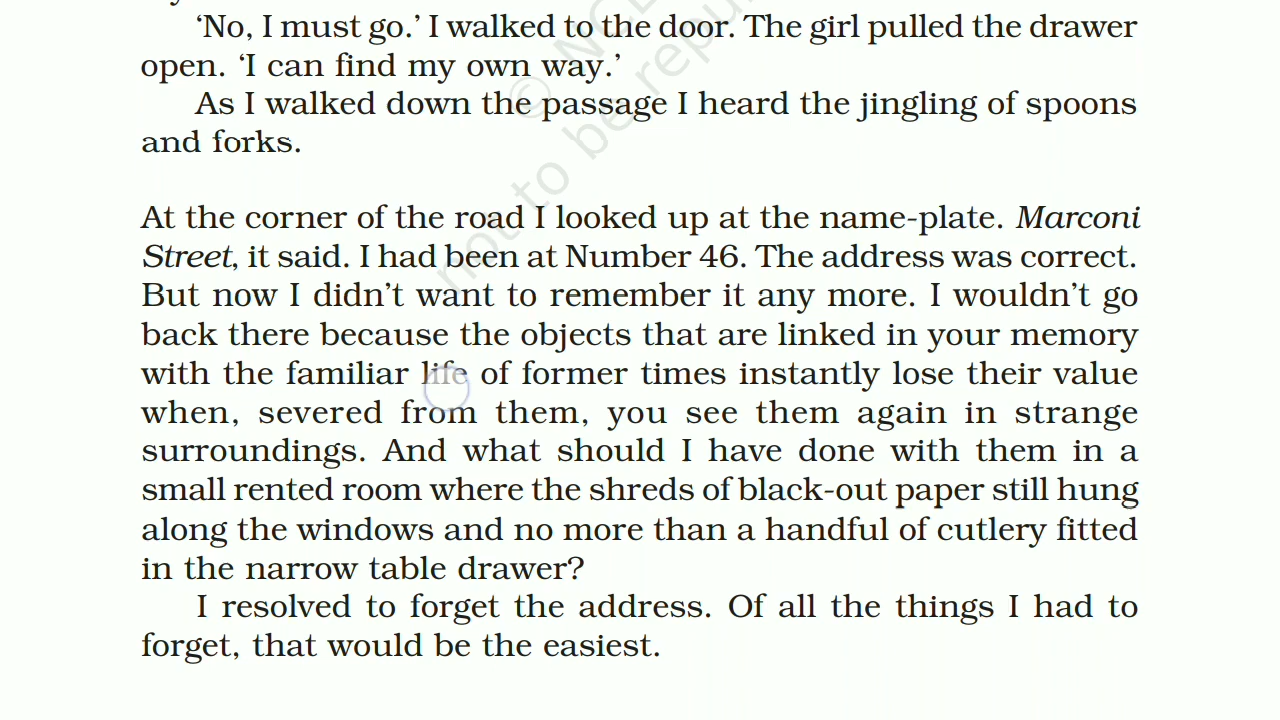 ‘No, I must go.’ I walked to the door. The girl pulled the drawer
open. ‘I can find my own way.’
As I walked down the passage I heard the jingling of spoons
and forks.
At the corner of the road I looked up at the name-plate. Marconi
Street, it said. I had been at Number 46. The address was correct.
But now I didn’t want to remember it any more. I wouldn’t go
back there because the objects that are linked in your memory
with the familiar life of former times instantly lose their value
when, severed from them, you see them again in strange
surroundings. And what should I have done with them in a
small rented room where the shreds of black-out paper still hung
along the windows and no more than a handful of cutlery fitted
in the narrow table drawer?
I resolved to forget the address. Of all the things I had to
forget, that would be the easiest.
© NCE
not to be repu